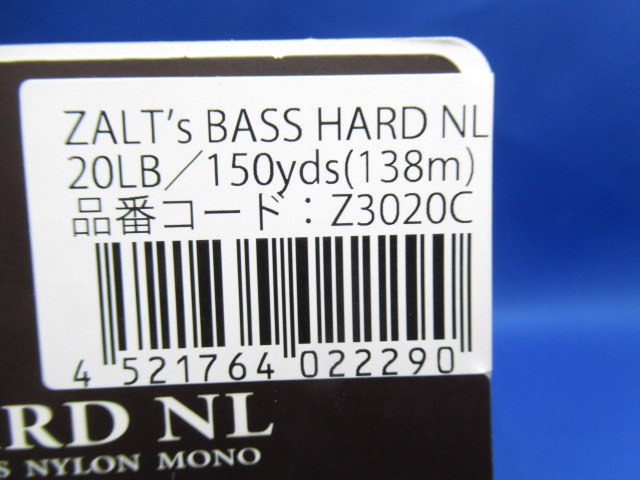 ZALT's BASS HARD NL
20LB／150yds(138m)
品番コード：Z3020C
4 521764 022290
RD NL
S NYLON MONO